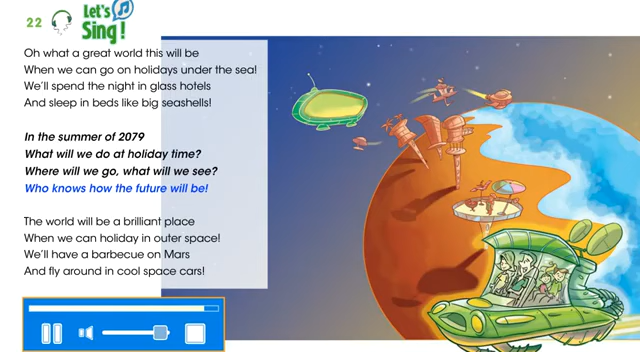 22
Let's
Sing!
Oh what a great world this will be
When we can go on holidays under the sea!
We'll spend the night in glass hotels
And sleep in beds like big seashells!
In the summer of 2079
What will we do at holiday time?
Where will we go, what will we see?
Who knows how the future will be!
The world will be a brilliant place
When we can holiday in outer space!
We'll have a barbecue on Mars
And fly around in cool space cars!